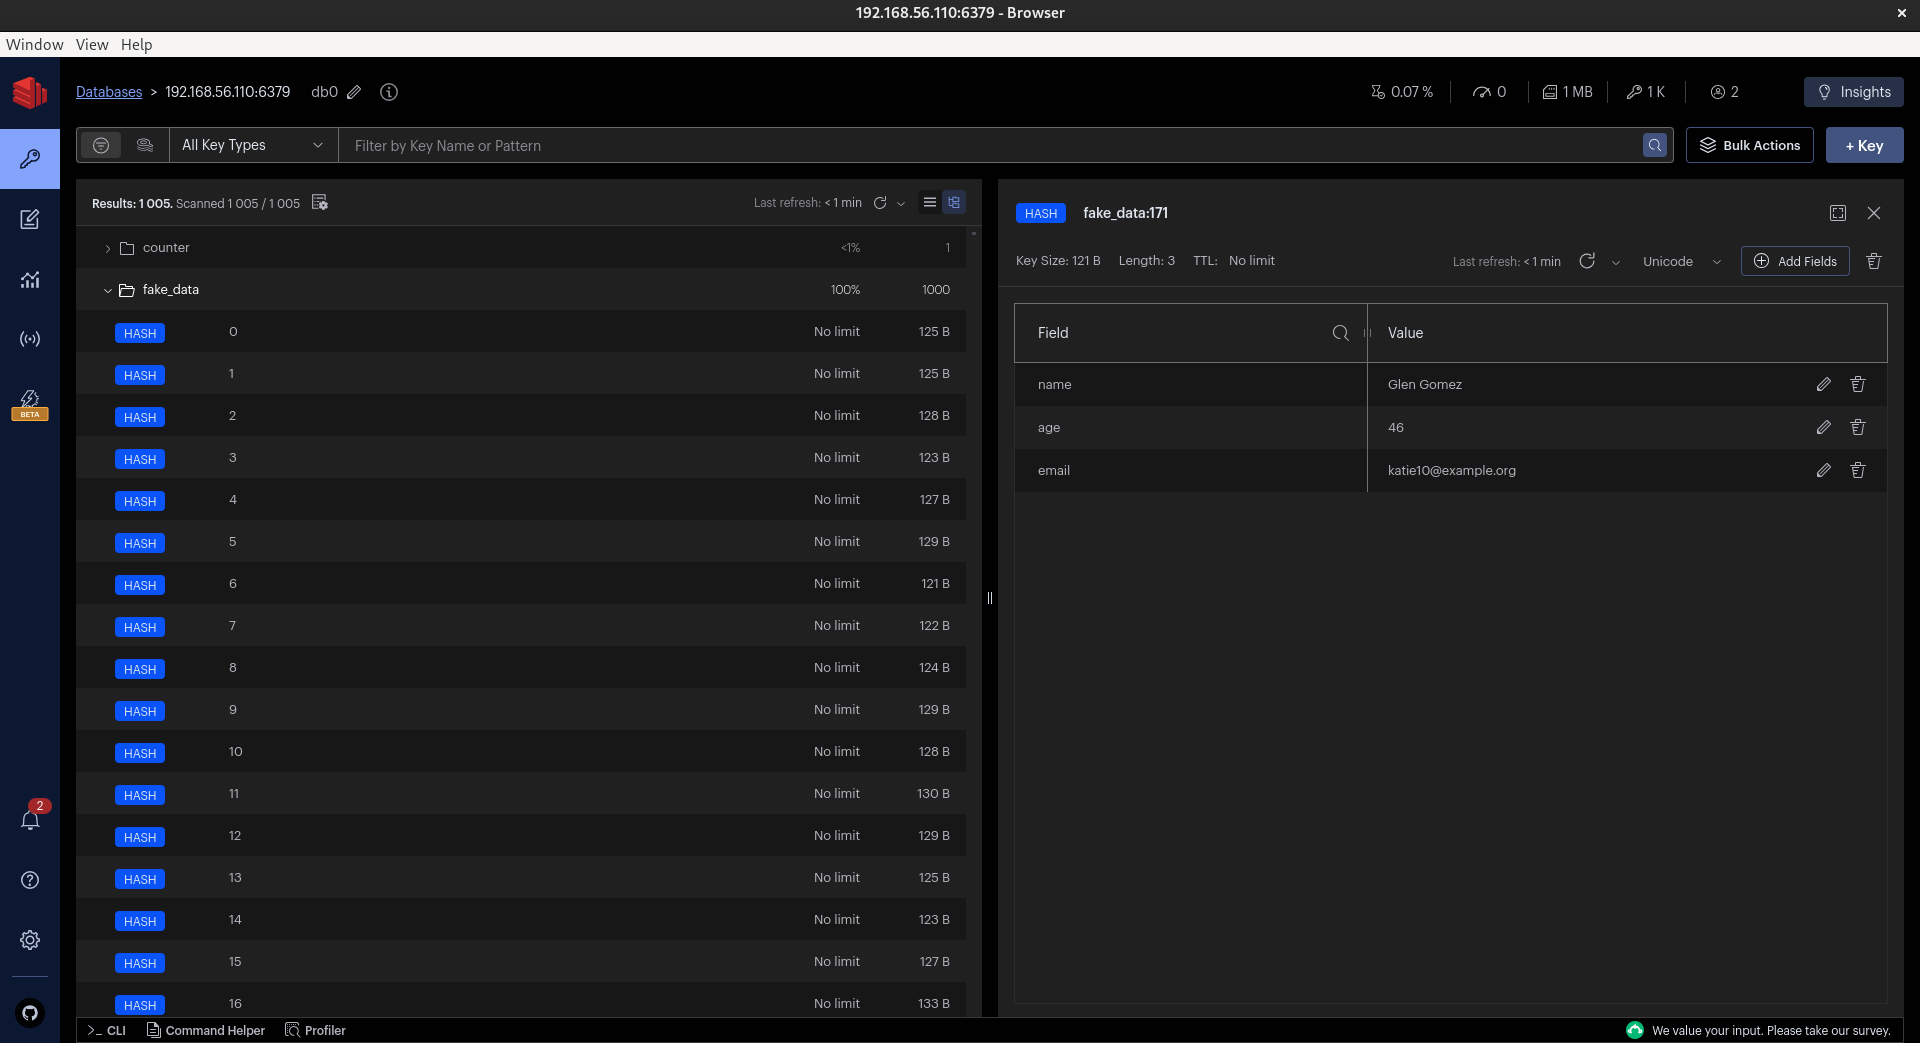 192.168.56.110:6379 - Browser
Window View Help
Databases > 192.168.56.110:6379 db0 0.07 % 0 1 MB 1 K 2 Insights
All Key Types Filter by Key Name or Pattern Bulk Actions + Key
Results: 1 005. Scanned 1 005 / 1 005 Last refresh: < 1 min
counter <1% 1
fake_data 100% 1000
HASH 0 No limit 125 B
HASH 1 No limit 125 B
HASH 2 No limit 128 B
HASH 3 No limit 123 B
HASH 4 No limit 127 B
HASH 5 No limit 129 B
HASH 6 No limit 121 B
HASH 7 No limit 122 B
HASH 8 No limit 124 B
HASH 9 No limit 129 B
HASH 10 No limit 128 B
HASH 11 No limit 130 B
HASH 12 No limit 129 B
HASH 13 No limit 125 B
HASH 14 No limit 123 B
HASH 15 No limit 127 B
HASH 16 No limit 133 B
HASH fake_data:171
Key Size: 121 B Length: 3 TTL: No limit Last refresh: < 1 min Unicode Add Fields
Field Value
name Glen Gomez
age 46
email katie10@example.org
BETA
2
>_ CLI Command Helper Profiler We value your input. Please take our survey.